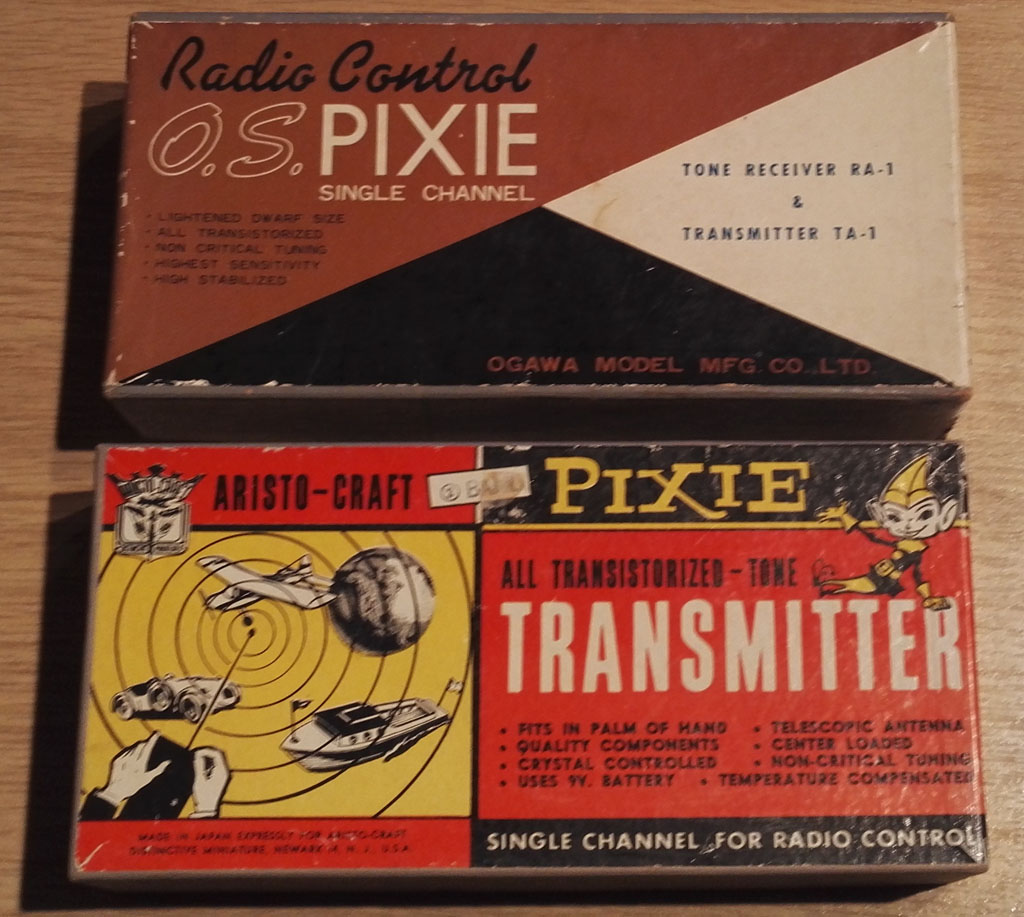 Radio Control
O.S. PIXIE
SINGLE CHANNEL
• LIGHTENED DWARF SIZE
• ALL TRANSISTORIZED
• NON CRITICAL TUNING
• HIGHEST SENSITIVITY
• HIGH STABILIZED
TONE RECEIVER RA-1
&
TRANSMITTER TA-1
OGAWA MODEL MFG. CO. LTD.
ARISTO-CRAFT
PIXIE
ALL TRANSISTORIZED-TONE
TRANSMITTER
• FITS IN PALM OF HAND
• QUALITY COMPONENTS
• CRYSTAL CONTROLLED
• USES 9V. BATTERY
• TELESCOPIC ANTENNA
• CENTER LOADED
• NON-CRITICAL TUNING
• TEMPERATURE COMPENSATED
MADE IN JAPAN EXPRESSLY FOR ARISTO-CRAFT
DISTINCTIVE MINIATURE, NEWARK N. J., U.S.A.
SINGLE CHANNEL FOR RADIO CONTROL